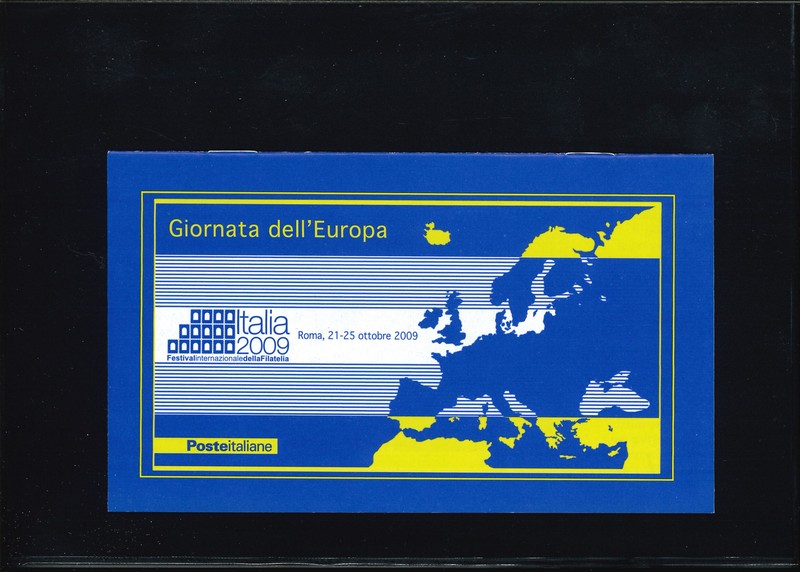 Giornata dell'Europa
Italia
2009
Roma, 21-25 ottobre 2009
FestivalinternazionaledellaFilatelia
Posteitaliane